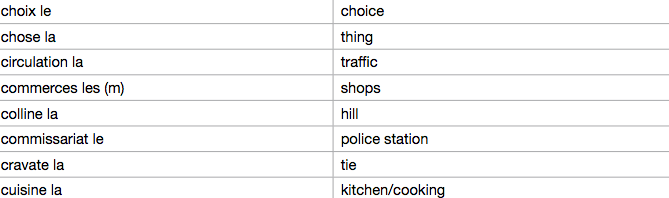 choix le choice
chose la thing
circulation la traffic
commerces les (m) shops
colline la hill
commissariat le police station
cravate la tie
cuisine la kitchen/cooking